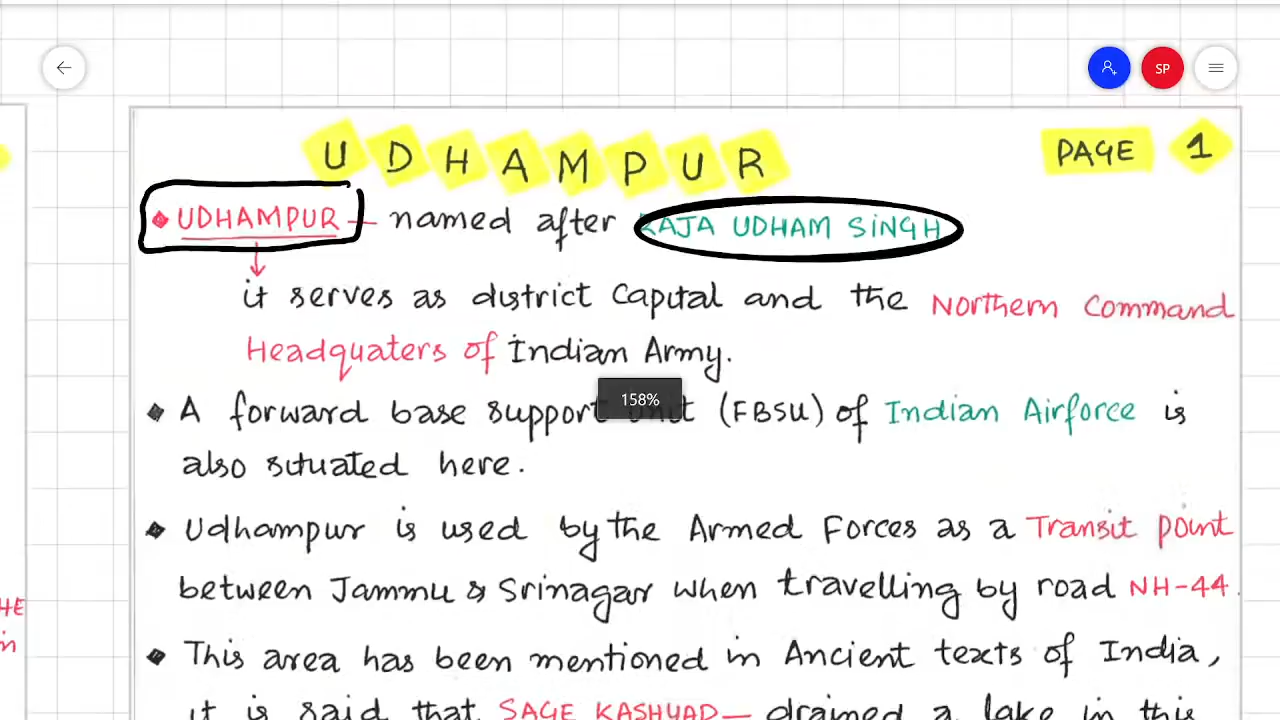 SP
UDHAMPUR PAGE 1
UDHAMPUR — named after RAJA UDHAM SINGH
it serves as district Capital and the Northern Command
Headquaters of Indian Army.
158%
A forward base support unit (FBSU) of Indian Airforce is
also situated here.
Udhampur is used by the Armed Forces as a Transit point
between Jammu & Srinagar when travelling by road NH-44.
HE
in
This area has been mentioned in Ancient texts of India,
it is said that SAGE KASHYAP — drained a lake in this